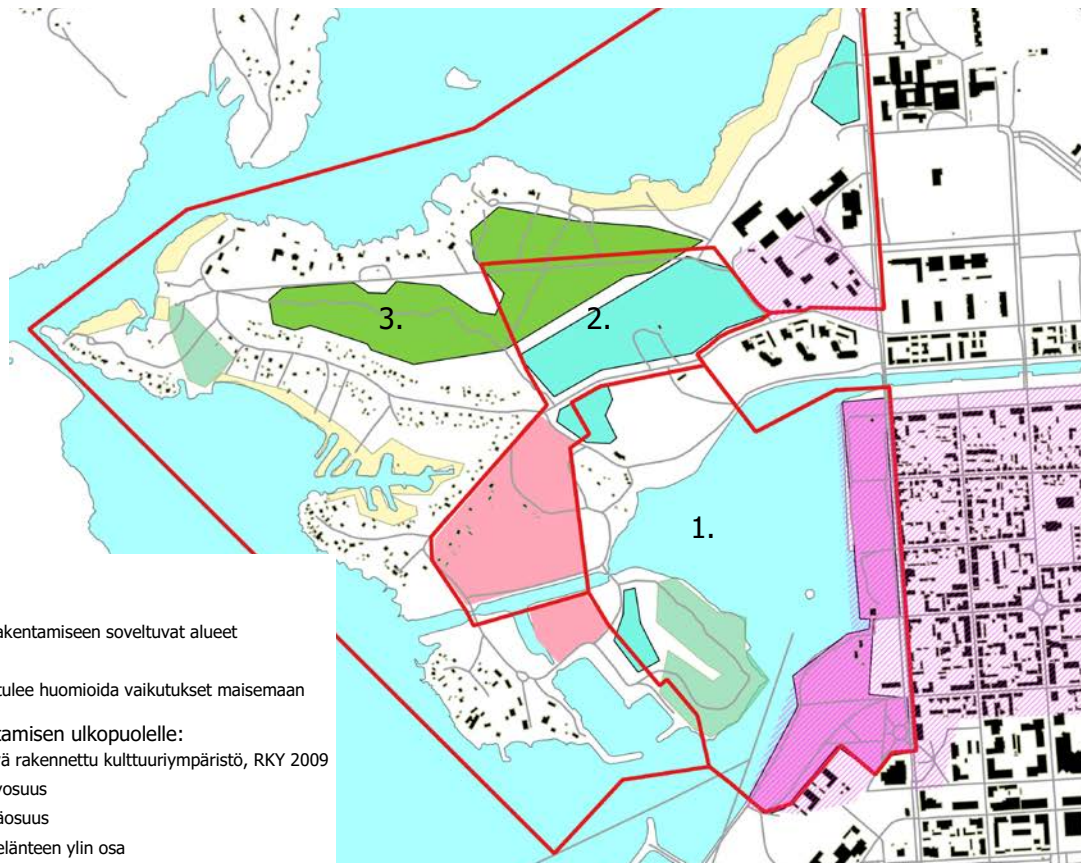 3.
2.
1.
akentamiseen soveltuvat alueet
tulee huomioida vaikutukset maisemaan
tamisen ulkopuolelle:
ä rakennettu kulttuuriympäristö, RKY 2009
vosuus
äosuus
elänteen ylin osa